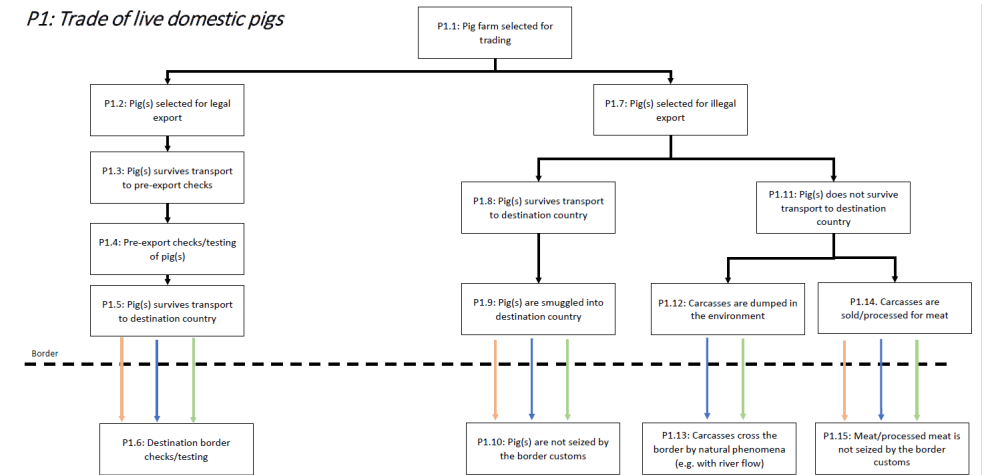 P1: Trade of live domestic pigs
P1.1: Pig farm selected for
trading
P1.2: Pig(s) selected for legal
export
P1.7: Pig(s) selected for illegal
export
P1.3: Pig(s) survives transport
to pre-export checks
P1.8: Pig(s) survives transport
to destination country
P1.11: Pig(s) does not survive
transport to destination
country
P1.4: Pre-export checks/testing
of pig(s)
P1.5: Pig(s) survives transport
to destination country
P1.9: Pig(s) are smuggled into
destination country
P1.12: Carcasses are dumped in
the environment
P1.14. Carcasses are
sold/processed for meat
Border
P1.6: Destination border
checks/testing
P1.10: Pig(s) are not seized by
the border customs
P1.13: Carcasses cross the
border by natural phenomena
(e.g. with river flow)
P1.15: Meat/processed meat is
not seized by the border
customs